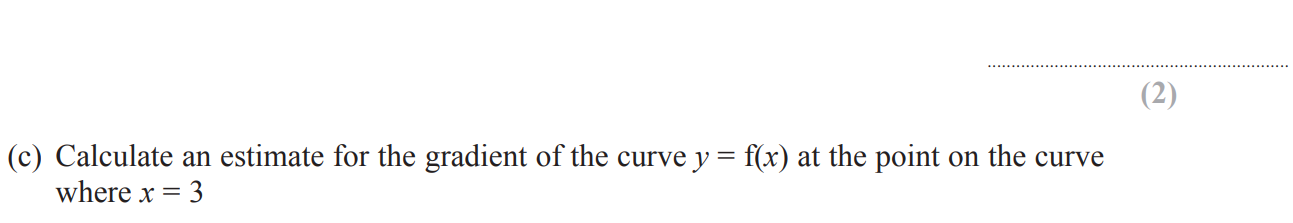 (2)
(c) Calculate an estimate for the gradient of the curve y = f(x) at the point on the curve
where x = 3